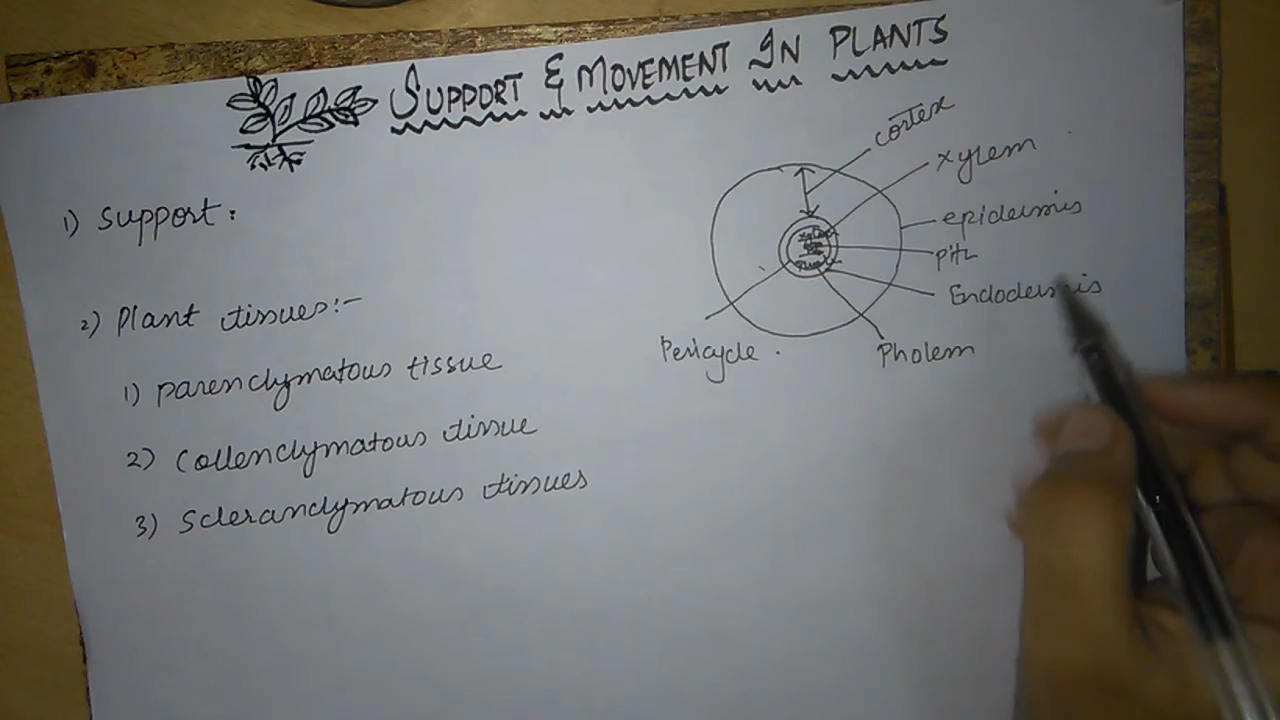 SUPPORT & MOVEMENT IN PLANTS
1) Support:
2) Plant tissues:-
1) Parenchymatous tissue
2) Collenchymatous tissue
3) Scleranchymatous tissues
cortex
xylem
epidermis
Pith
Endodermis
Pholem
Pericycle.